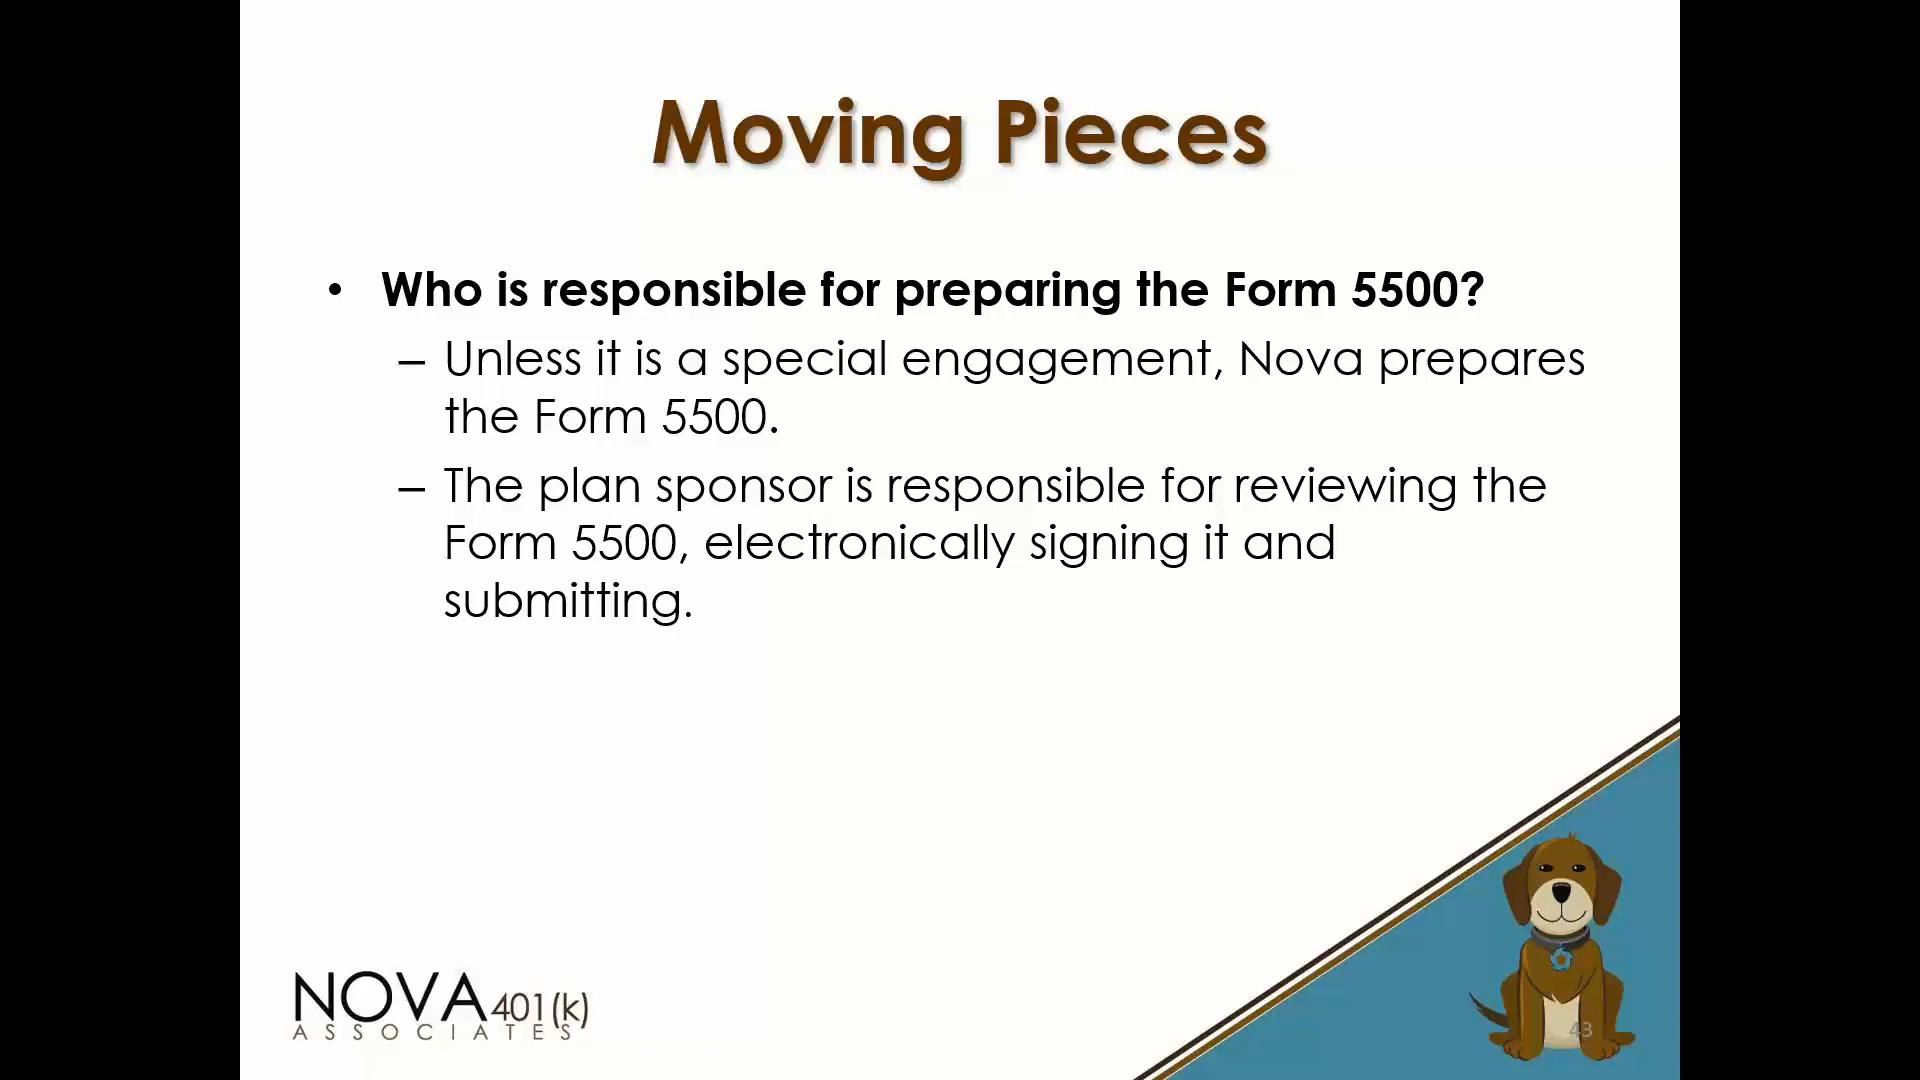 Moving Pieces
• Who is responsible for preparing the Form 5500?
– Unless it is a special engagement, Nova prepares
the Form 5500.
– The plan sponsor is responsible for reviewing the
Form 5500, electronically signing it and
submitting.
NOVA 401(k)
ASSOCIATES
43